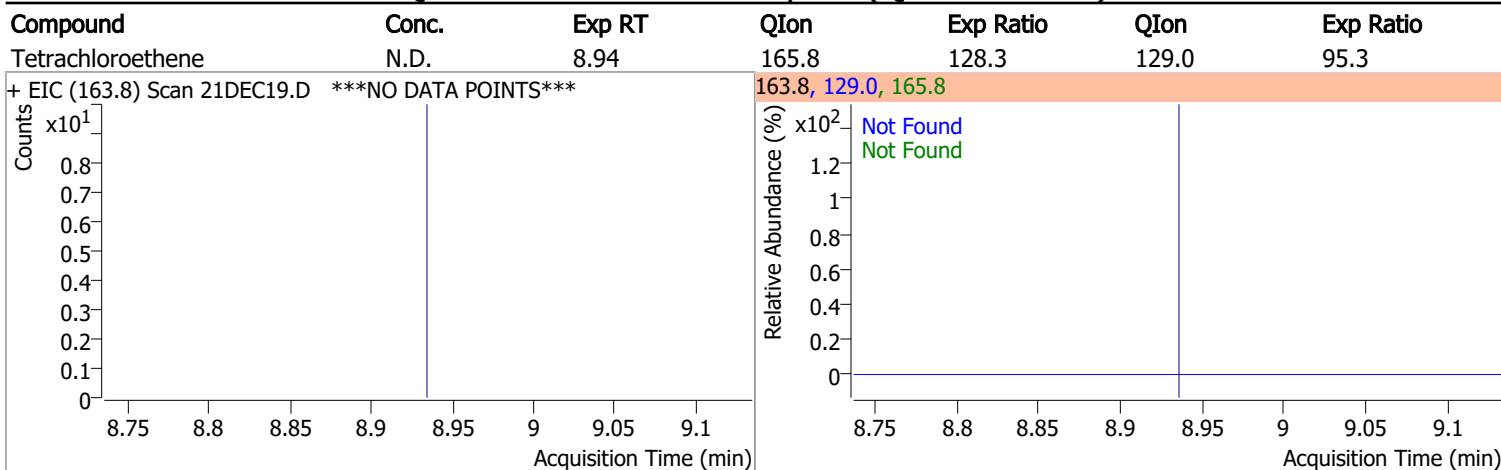 Compound Conc. Exp RT QIon Exp Ratio QIon Exp Ratio
Tetrachloroethene N.D. 8.94 165.8 128.3 129.0 95.3
+ EIC (163.8) Scan 21DEC19.D ***NO DATA POINTS***
Counts
x10^1
0.8
0.7
0.6
0.5
0.4
0.3
0.2
0.1
0
8.75 8.8 8.85 8.9 8.95 9 9.05 9.1
Acquisition Time (min)
163.8, 129.0, 165.8
Relative Abundance (%)
x10^2
Not Found
Not Found
1.2
1
0.8
0.6
0.4
0.2
0
8.75 8.8 8.85 8.9 8.95 9 9.05 9.1
Acquisition Time (min)